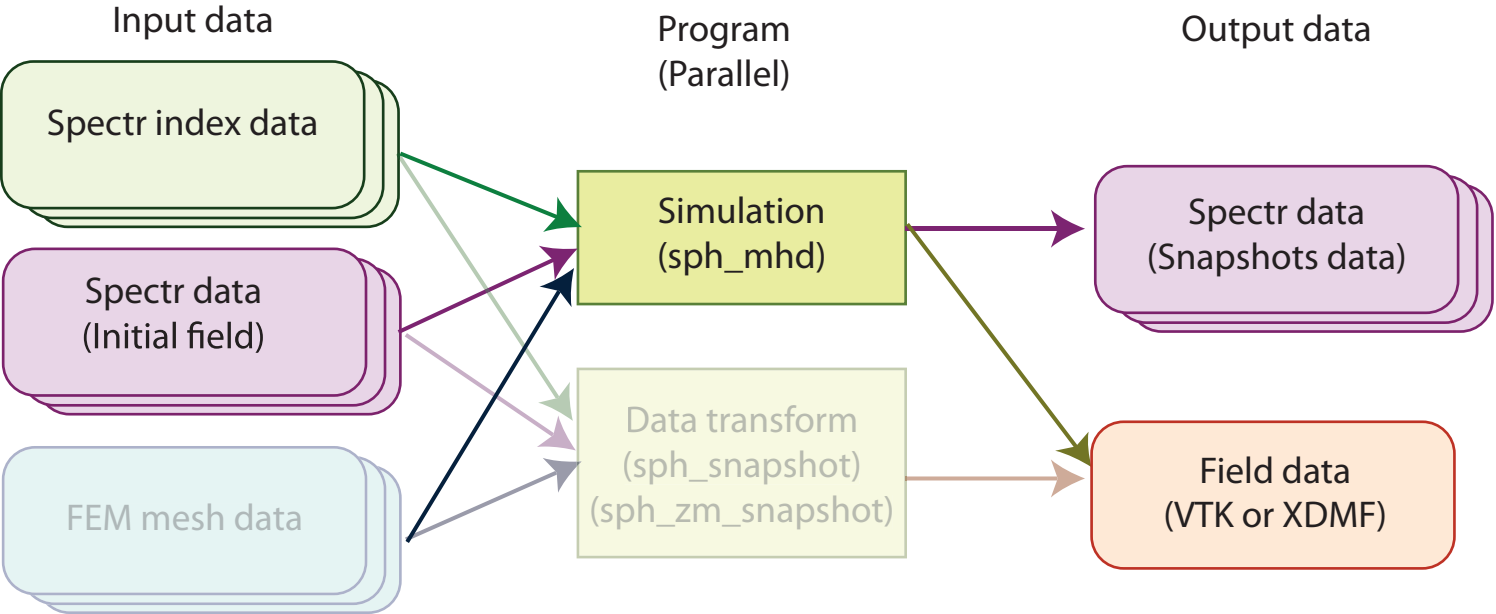 Input data
Program
(Parallel)
Output data
Spectr index data
Spectr data
(Initial field)
FEM mesh data
Simulation
(sph_mhd)
Data transform
(sph_snapshot)
(sph_zm_snapshot)
Spectr data
(Snapshots data)
Field data
(VTK or XDMF)